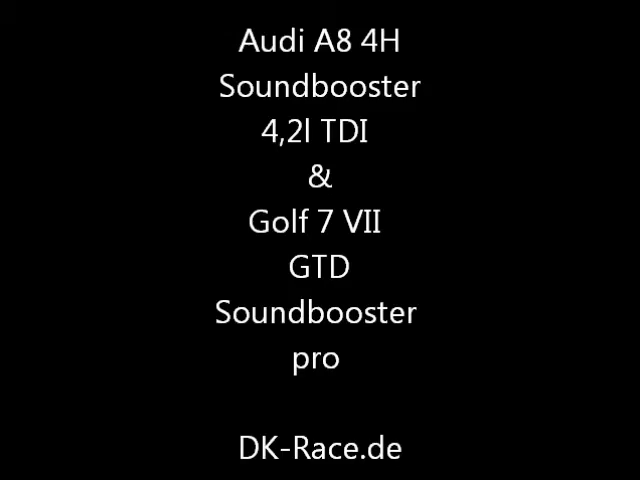 Audi A8 4H
Soundbooster
4,2l TDI
&
Golf 7 VII
GTD
Soundbooster
pro
DK-Race.de